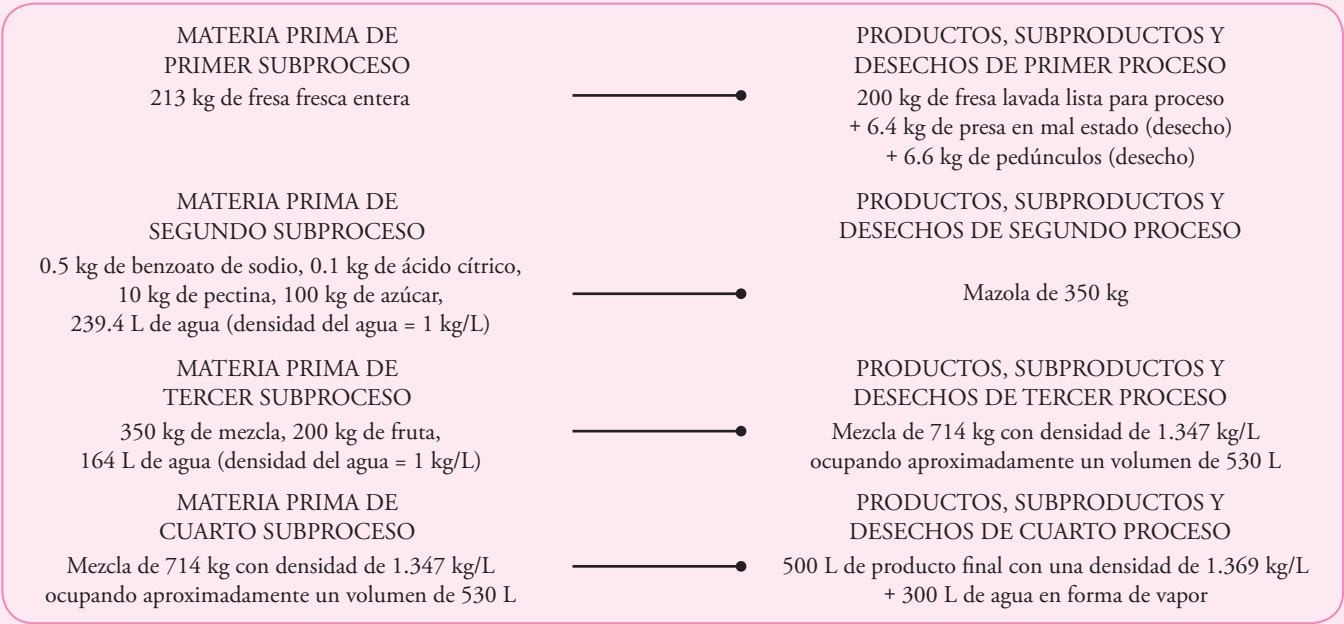 MATERIA PRIMA DE
PRIMER SUBPROCESO
213 kg de fresa fresca entera
PRODUCTOS, SUBPRODUCTOS Y
DESECHOS DE PRIMER PROCESO
200 kg de fresa lavada lista para proceso
+ 6.4 kg de presa en mal estado (desecho)
+ 6.6 kg de pedúnculos (desecho)
MATERIA PRIMA DE
SEGUNDO SUBPROCESO
0.5 kg de benzoato de sodio, 0.1 kg de ácido cítrico,
10 kg de pectina, 100 kg de azúcar,
239.4 L de agua (densidad del agua = 1 kg/L)
PRODUCTOS, SUBPRODUCTOS Y
DESECHOS DE SEGUNDO PROCESO
Mazola de 350 kg
MATERIA PRIMA DE
TERCER SUBPROCESO
350 kg de mezcla, 200 kg de fruta,
164 L de agua (densidad del agua = 1 kg/L)
PRODUCTOS, SUBPRODUCTOS Y
DESECHOS DE TERCER PROCESO
Mezcla de 714 kg con densidad de 1.347 kg/L
ocupando aproximadamente un volumen de 530 L
MATERIA PRIMA DE
CUARTO SUBPROCESO
Mezcla de 714 kg con densidad de 1.347 kg/L
ocupando aproximadamente un volumen de 530 L
PRODUCTOS, SUBPRODUCTOS Y
DESECHOS DE CUARTO PROCESO
500 L de producto final con una densidad de 1.369 kg/L
+ 300 L de agua en forma de vapor